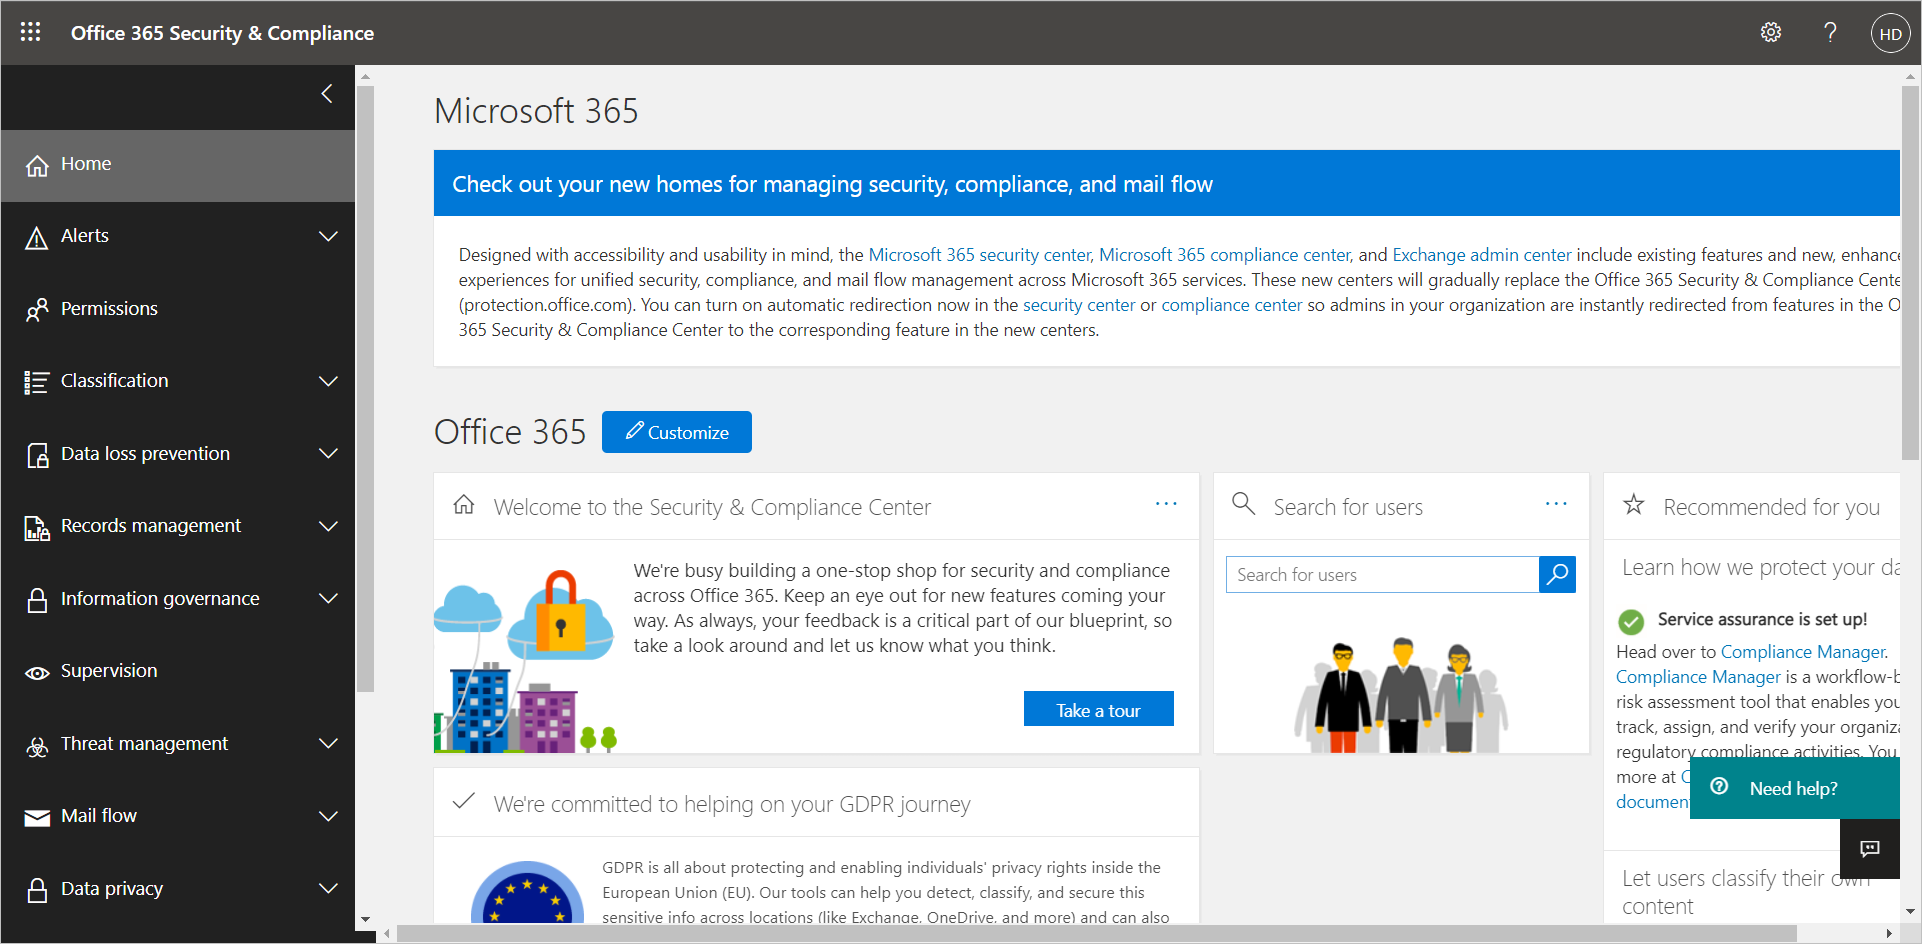 Office 365 Security & Compliance
?
HD
Home
Alerts
Permissions
Classification
Data loss prevention
Records management
Information governance
Supervision
Threat management
Mail flow
Data privacy
Microsoft 365
Check out your new homes for managing security, compliance, and mail flow
Designed with accessibility and usability in mind, the Microsoft 365 security center, Microsoft 365 compliance center, and Exchange admin center include existing features and new, enhance
experiences for unified security, compliance, and mail flow management across Microsoft 365 services. These new centers will gradually replace the Office 365 Security & Compliance Cente
(protection.office.com). You can turn on automatic redirection now in the security center or compliance center so admins in your organization are instantly redirected from features in the O
365 Security & Compliance Center to the corresponding feature in the new centers.
Office 365
Customize
Welcome to the Security & Compliance Center
We're busy building a one-stop shop for security and compliance
across Office 365. Keep an eye out for new features coming your
way. As always, your feedback is a critical part of our blueprint, so
take a look around and let us know what you think.
Take a tour
Search for users
Search for users
Recommended for you
Learn how we protect your da
Service assurance is set up!
Head over to Compliance Manager.
Compliance Manager is a workflow-b
risk assessment tool that enables you
track, assign, and verify your organiza
regulatory compliance activities. You
more at C
documen
Need help?
Let users classify their own
content
We're committed to helping on your GDPR journey
GDPR is all about protecting and enabling individuals' privacy rights inside the
European Union (EU). Our tools can help you detect, classify, and secure this
sensitive info across locations (like Exchange, OneDrive, and more) and can also